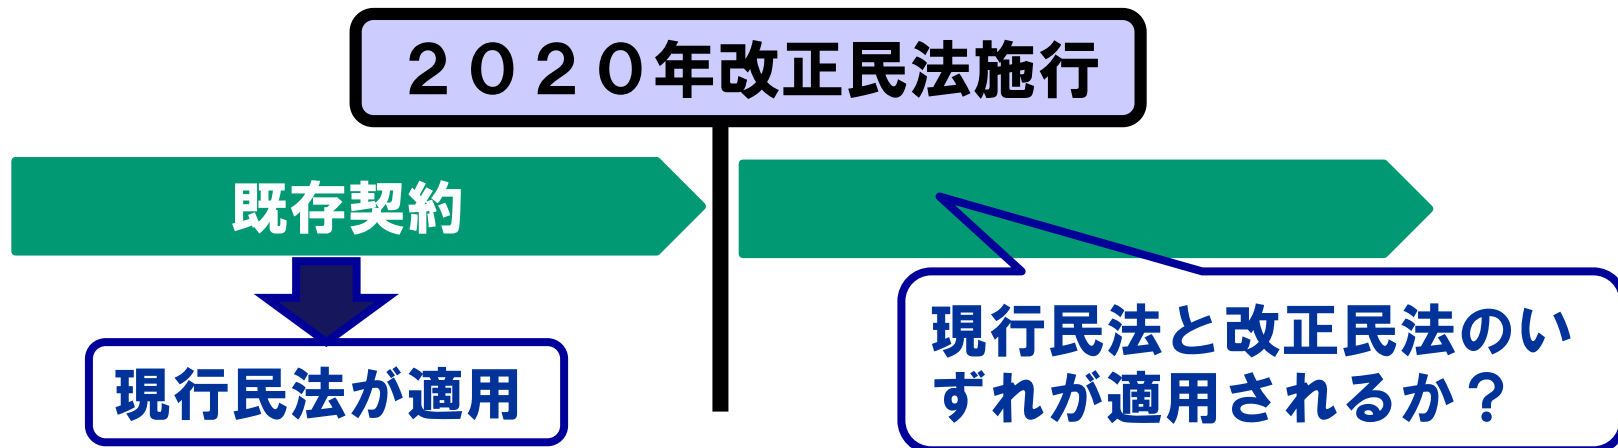 ２０２０年改正民法施行
既存契約
現行民法が適用
現行民法と改正民法のい
ずれが適用されるか？